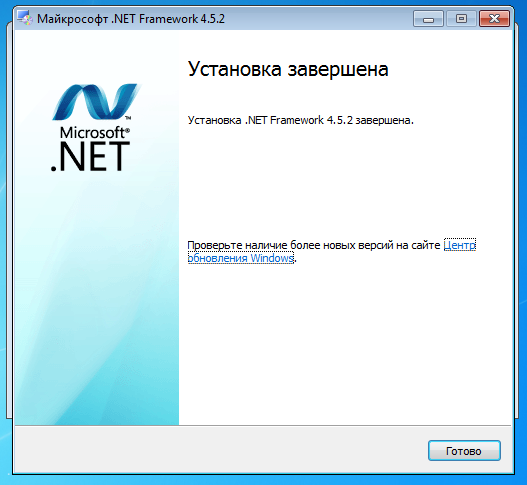 Майкрософт .NET Framework 4.5.2
Microsoft®
.NET™
Установка завершена
Установка .NET Framework 4.5.2 завершена.
Проверьте наличие более новых версий на сайте Центр
обновления Windows.
Готово